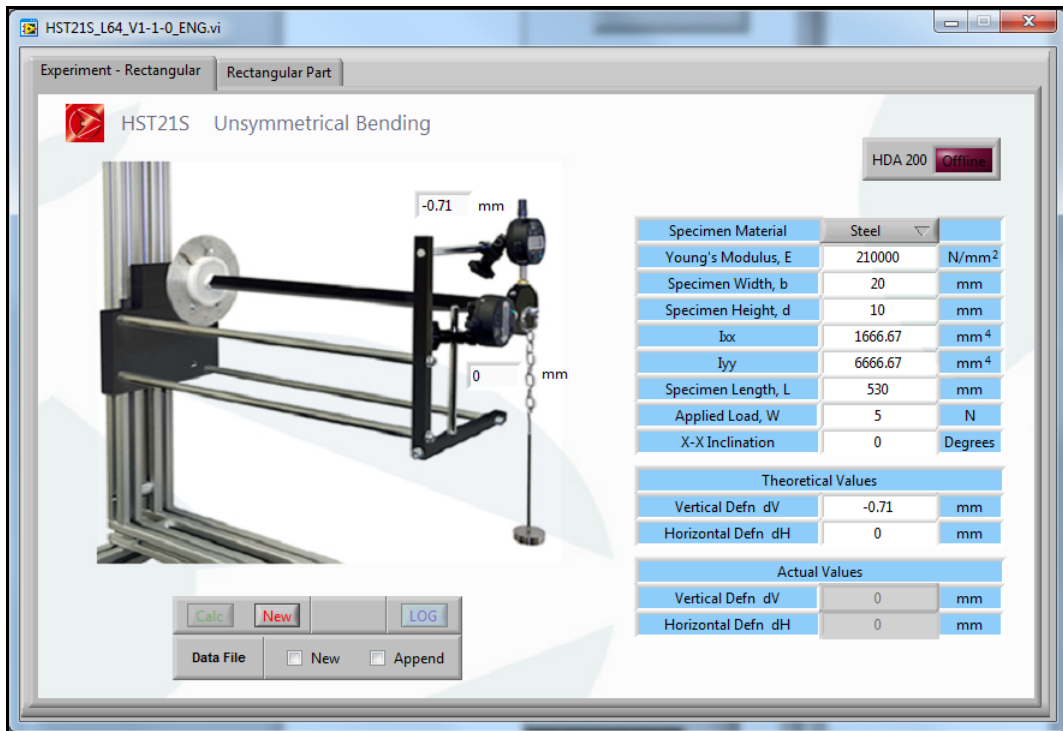 HST21S_L64_V1-1-0_ENG.vi
Experiment - Rectangular Rectangular Part
HST21S Unsymmetrical Bending
HDA 200 Offline
-0.71 mm
0 mm
Specimen Material Steel
Young's Modulus, E 210000 N/mm²
Specimen Width, b 20 mm
Specimen Height, d 10 mm
Ixx 1666.67 mm⁴
Iyy 6666.67 mm⁴
Specimen Length, L 530 mm
Applied Load, W 5 N
X-X Inclination 0 Degrees
Theoretical Values
Vertical Defn dV -0.71 mm
Horizontal Defn dH 0 mm
Actual Values
Vertical Defn dV 0 mm
Horizontal Defn dH 0 mm
Calc New LOG
Data File New Append